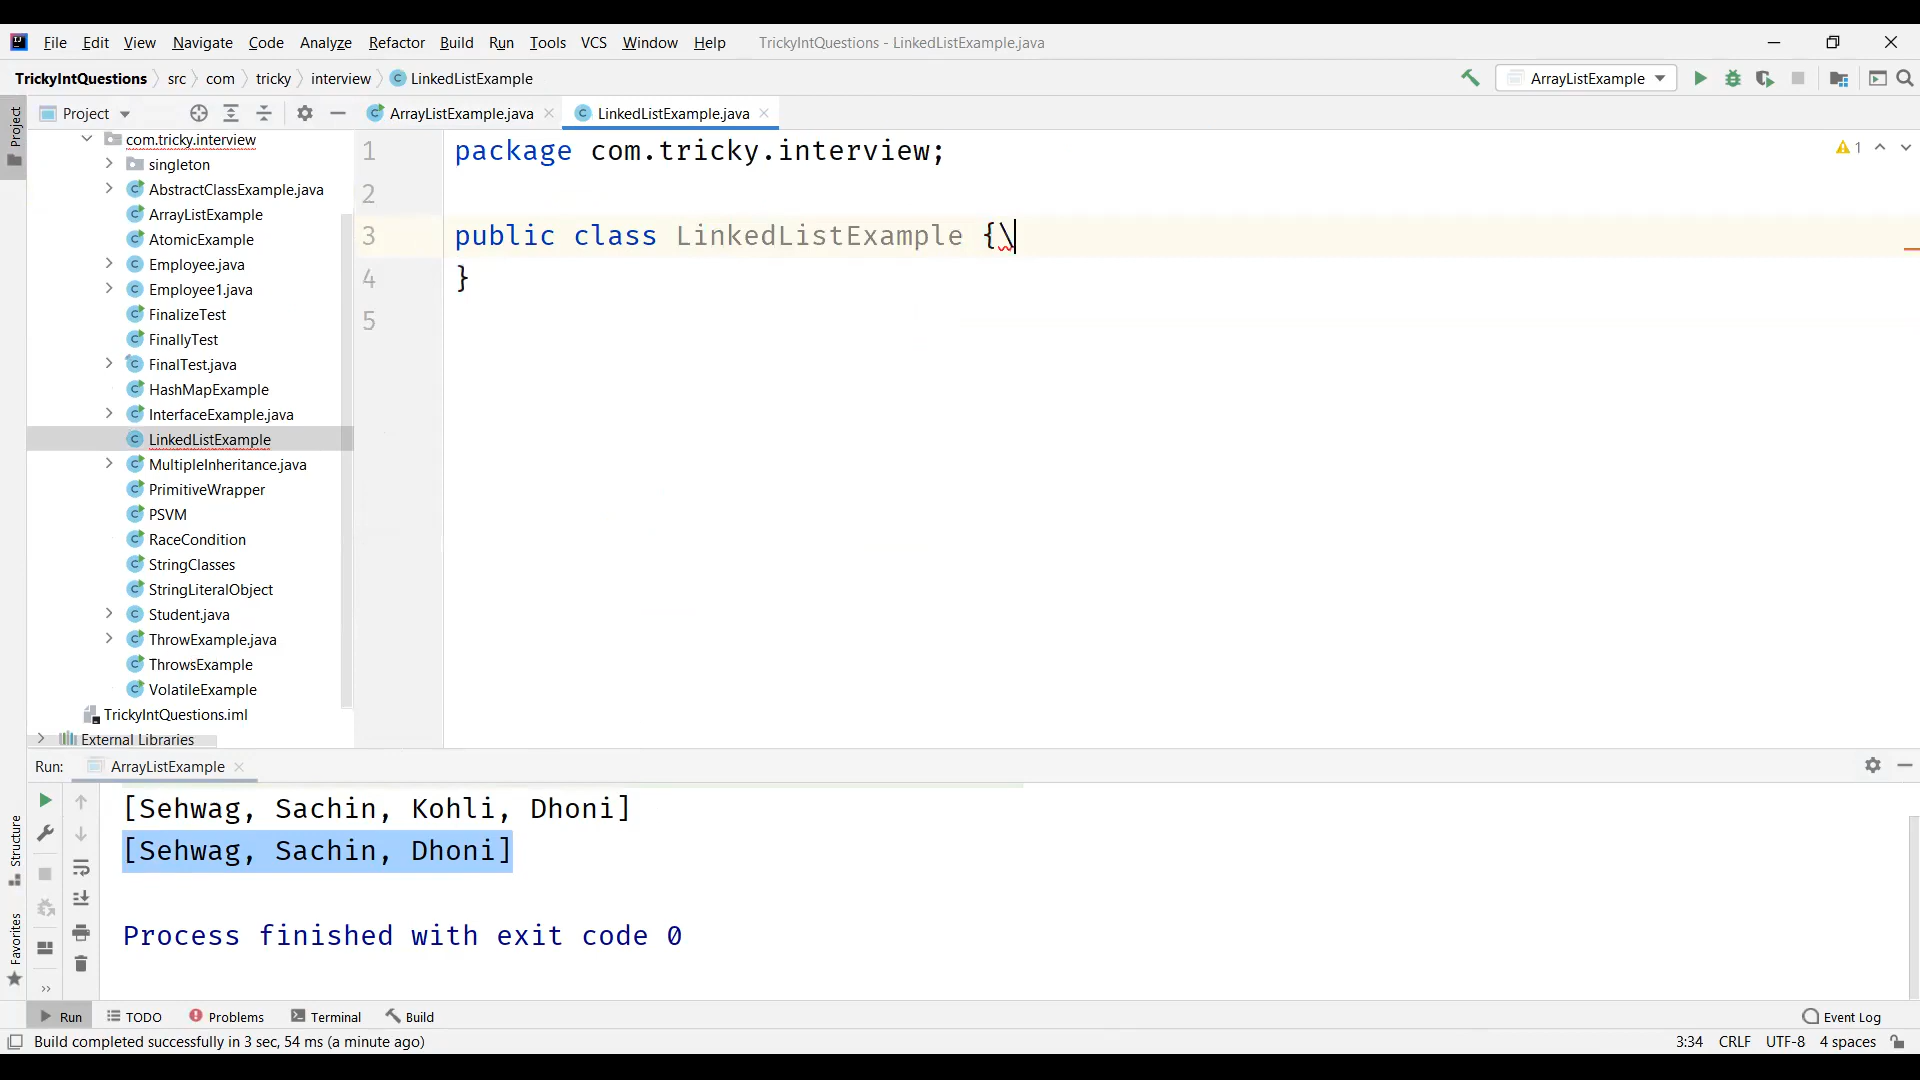 File Edit View Navigate Code Analyze Refactor Build Run Tools VCS Window Help TrickyIntQuestions - LinkedListExample.java
TrickyIntQuestions src com tricky interview LinkedListExample ArrayListExample
Project Project ArrayListExample.java LinkedListExample.java
com.tricky.interview
singleton
AbstractClassExample.java
ArrayListExample
AtomicExample
Employee.java
Employee1.java
FinalizeTest
FinallyTest
FinalTest.java
HashMapExample
InterfaceExample.java
LinkedListExample
MultipleInheritance.java
PrimitiveWrapper
PSVM
RaceCondition
StringClasses
StringLiteralObject
Student.java
ThrowExample.java
ThrowsExample
VolatileExample
TrickyIntQuestions.iml
External Libraries
1 package com.tricky.interview; 1
2
3 public class LinkedListExample {\
4 }
5
Run: ArrayListExample
[Sehwag, Sachin, Kohli, Dhoni]
[Sehwag, Sachin, Dhoni]
Process finished with exit code 0
Structure
Favorites
Run TODO Problems Terminal Build Event Log
Build completed successfully in 3 sec, 54 ms (a minute ago) 3:34 CRLF UTF-8 4 spaces